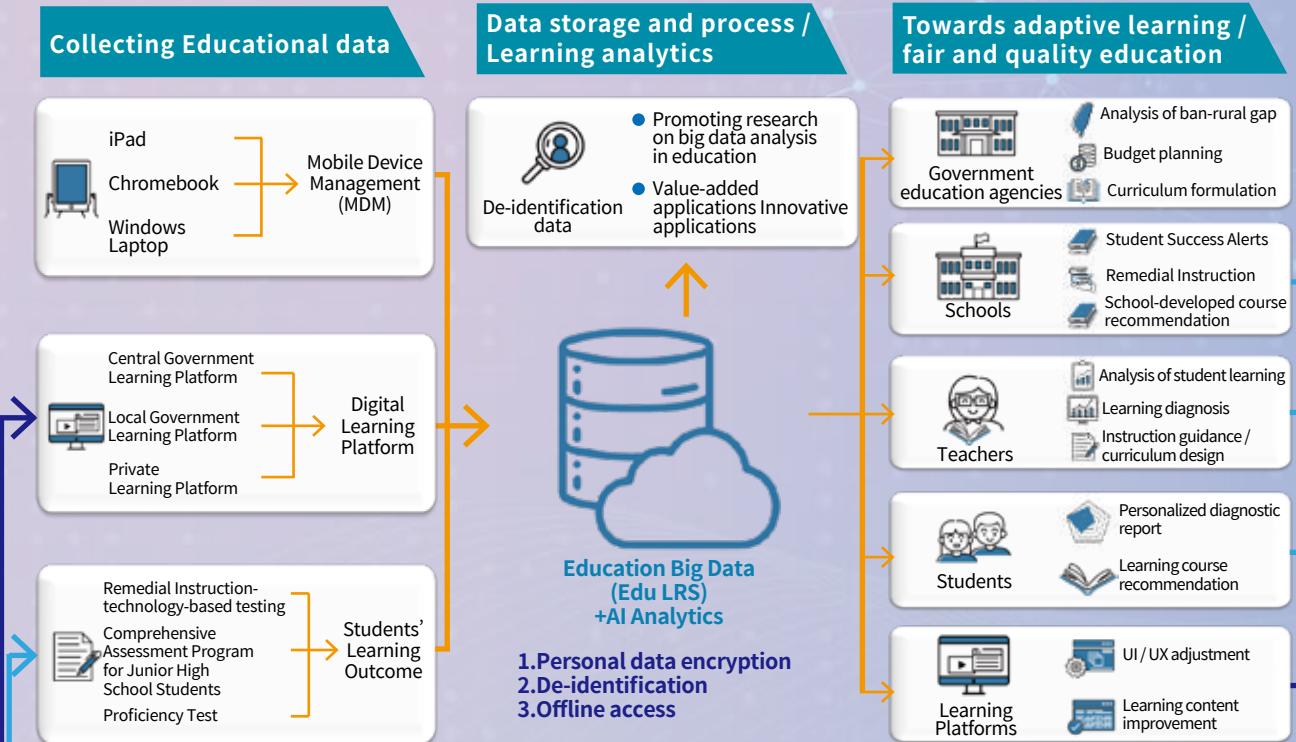 Collecting Educational data
iPad
Chromebook
Windows
Laptop
Mobile Device
Management
(MDM)
Central Government
Learning Platform
Local Government
Learning Platform
Private
Learning Platform
Digital
Learning
Platform
Remedial Instruction-
technology-based testing
Comprehensive
Assessment Program
for Junior High
School Students
Proficiency Test
Students'
Learning
Outcome
Data storage and process /
Learning analytics
De-identification
data
Promoting research
on big data analysis
in education
Value-added
applications Innovative
applications
Education Big Data
(Edu LRS)
+AI Analytics
1.Personal data encryption
2.De-identification
3.Offline access
Towards adaptive learning /
fair and quality education
Government
education agencies
Analysis of ban-rural gap
Budget planning
Curriculum formulation
Schools
Student Success Alerts
Remedial Instruction
School-developed course
recommendation
Teachers
Analysis of student learning
Learning diagnosis
Instruction guidance /
curriculum design
Students
Personalized diagnostic
report
Learning course
recommendation
Learning
Platforms
UI / UX adjustment
Learning content
improvement